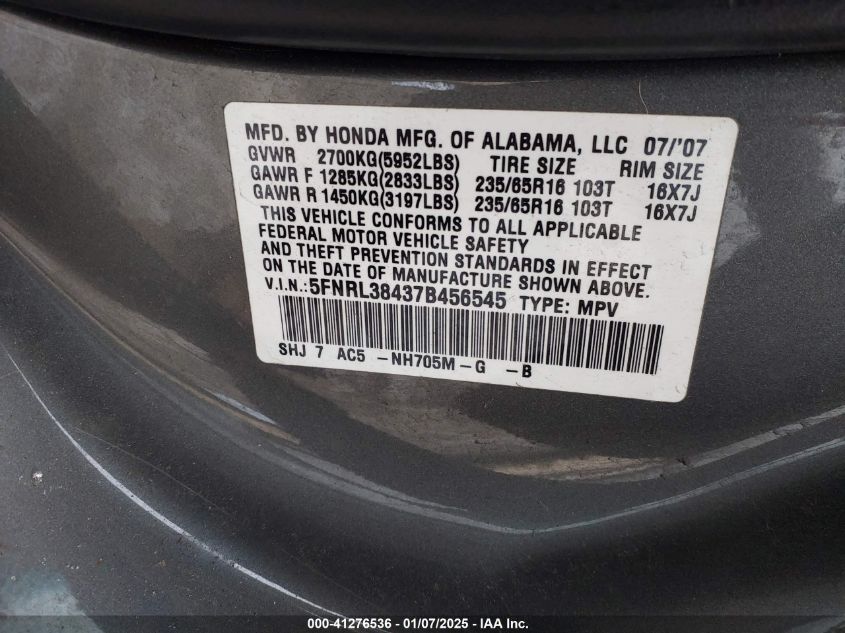 MFD. BY HONDA MFG. OF ALABAMA, LLC 07/'07
GVWR 2700KG(5952LBS) TIRE SIZE RIM SIZE
GAWR F 1285KG(2833LBS) 235/65R16 103T 16X7J
GAWR R 1450KG(3197LBS) 235/65R16 103T 16X7J
THIS VEHICLE CONFORMS TO ALL APPLICABLE
FEDERAL MOTOR VEHICLE SAFETY
AND THEFT PREVENTION STANDARDS IN EFFECT
ON THE DATE OF MANUFACTURE SHOWN ABOVE.
V.I.N.:5FNRL38437B456545 TYPE: MPV
SHJ 7 AC5 -NH705M-G -B
000-41276536 - 01/07/2025 - IAA Inc.